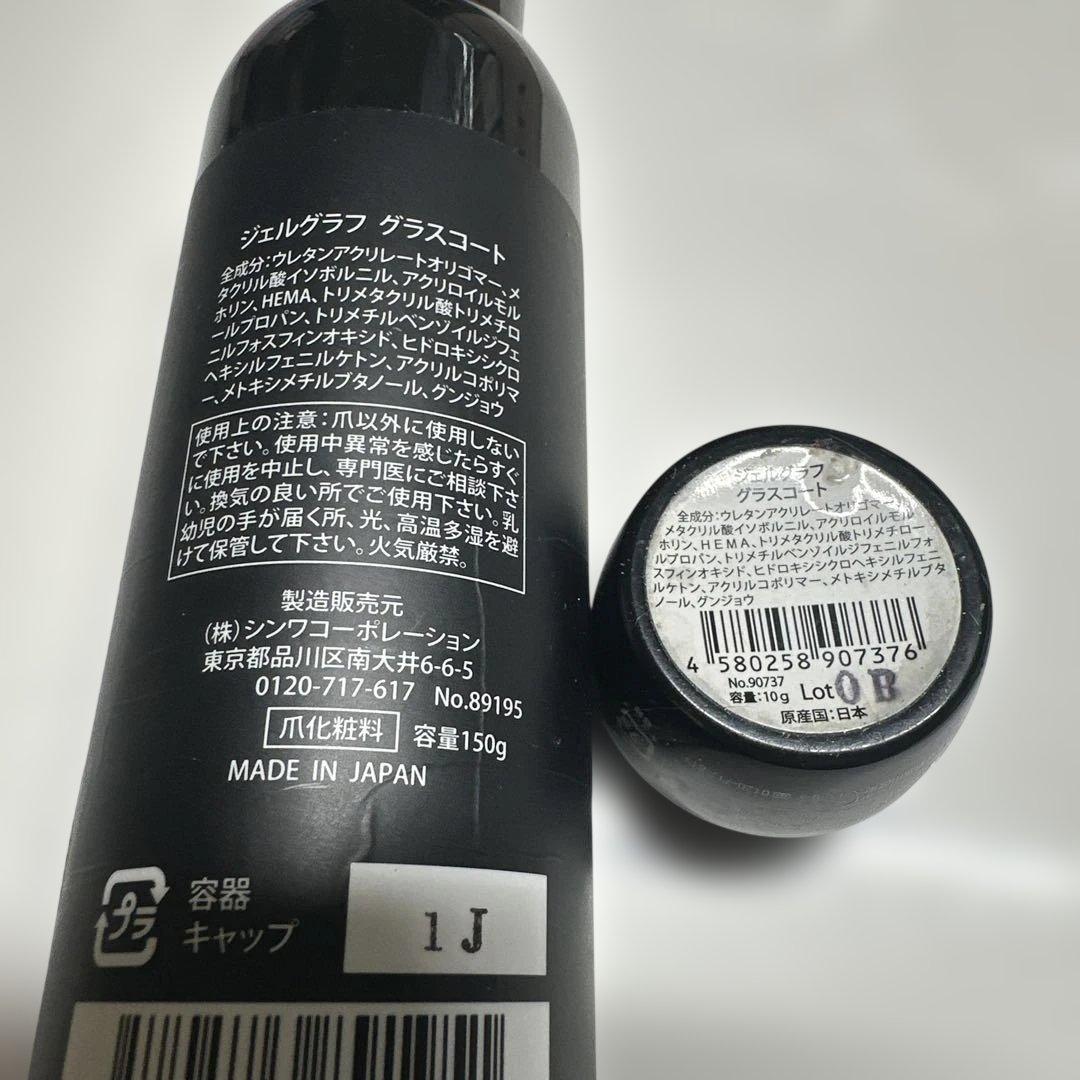 ジェルグラフ グラスコート
全成分:ウレタンアクリレートオリゴマー、メ
タクリル酸イソボルニル、アクリロイルモル
ホリン、HEMA、トリメタクリル酸トリメチロ
ールプロパン、トリメチルベンゾイルジフェ
ニルフォスフィンオキシド、ヒドロキシシクロ
ヘキシルフェニルケトン、アクリルコポリマ
ー、メトキシメチルブタノール、グンジョウ
使用上の注意:爪以外に使用しない
で下さい。使用中異常を感じたらすぐ
に使用を中止し、専門医にご相談下さ
い。換気の良い所でご使用下さい。乳
幼児の手が届く所、光、高温多湿を避
けて保管して下さい。火気厳禁。
製造販売元
(株)シンワコーポレーション
東京都品川区南大井6-6-5
0120-717-617 No.89195
爪化粧料 容量150g
MADE IN JAPAN
プラ 容器
キャップ
1J
ジェルグラフ
グラスコート
全成分:ウレタンアクリレートオリゴマー、
メタクリル酸イソボルニル、アクリロイルモル
ホリン、HEMA、トリメタクリル酸トリメチロー
ルプロパン、トリメチルベンゾイルジフェニルフォ
スフィンオキシド、ヒドロキシシクロヘキシルフェニ
ルケトン、アクリルコポリマー、メトキシメチルブタ
ノール、グンジョウ
4 580258 907376
No.90737
容量:10g Lot 0B
原産国:日本